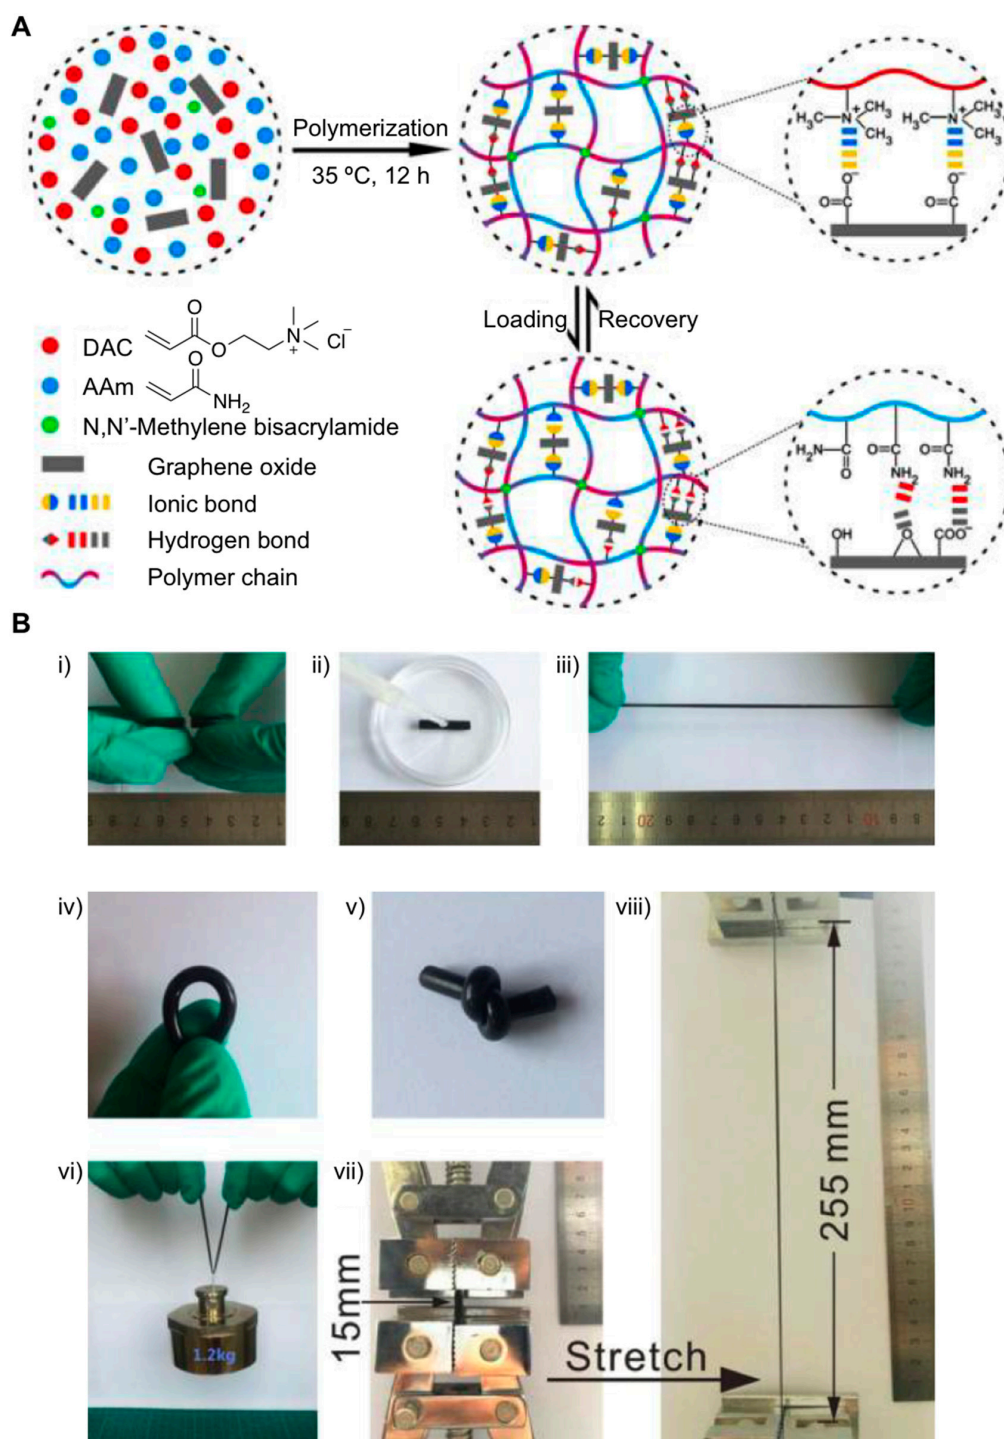 A
Polymerization
35 ºC, 12 h
CH₃
H₃C
N
+
CH₃
CH₃
H₃C
N
+
CH₃
O⁻
O=C
O⁻
O=C
DAC
O
O
N
+
Cl⁻
AAm
O
NH₂
N,N'-Methylene bisacrylamide
Graphene oxide
Ionic bond
Hydrogen bond
Polymer chain
Loading
Recovery
H₂N
C
O
O=C
NH₂
O=C
NH₂
OH
O
COO⁻
B
i)
ii)
iii)
iv)
v)
viii)
255 mm
vi)
1.2kg
vii)
15mm
Stretch